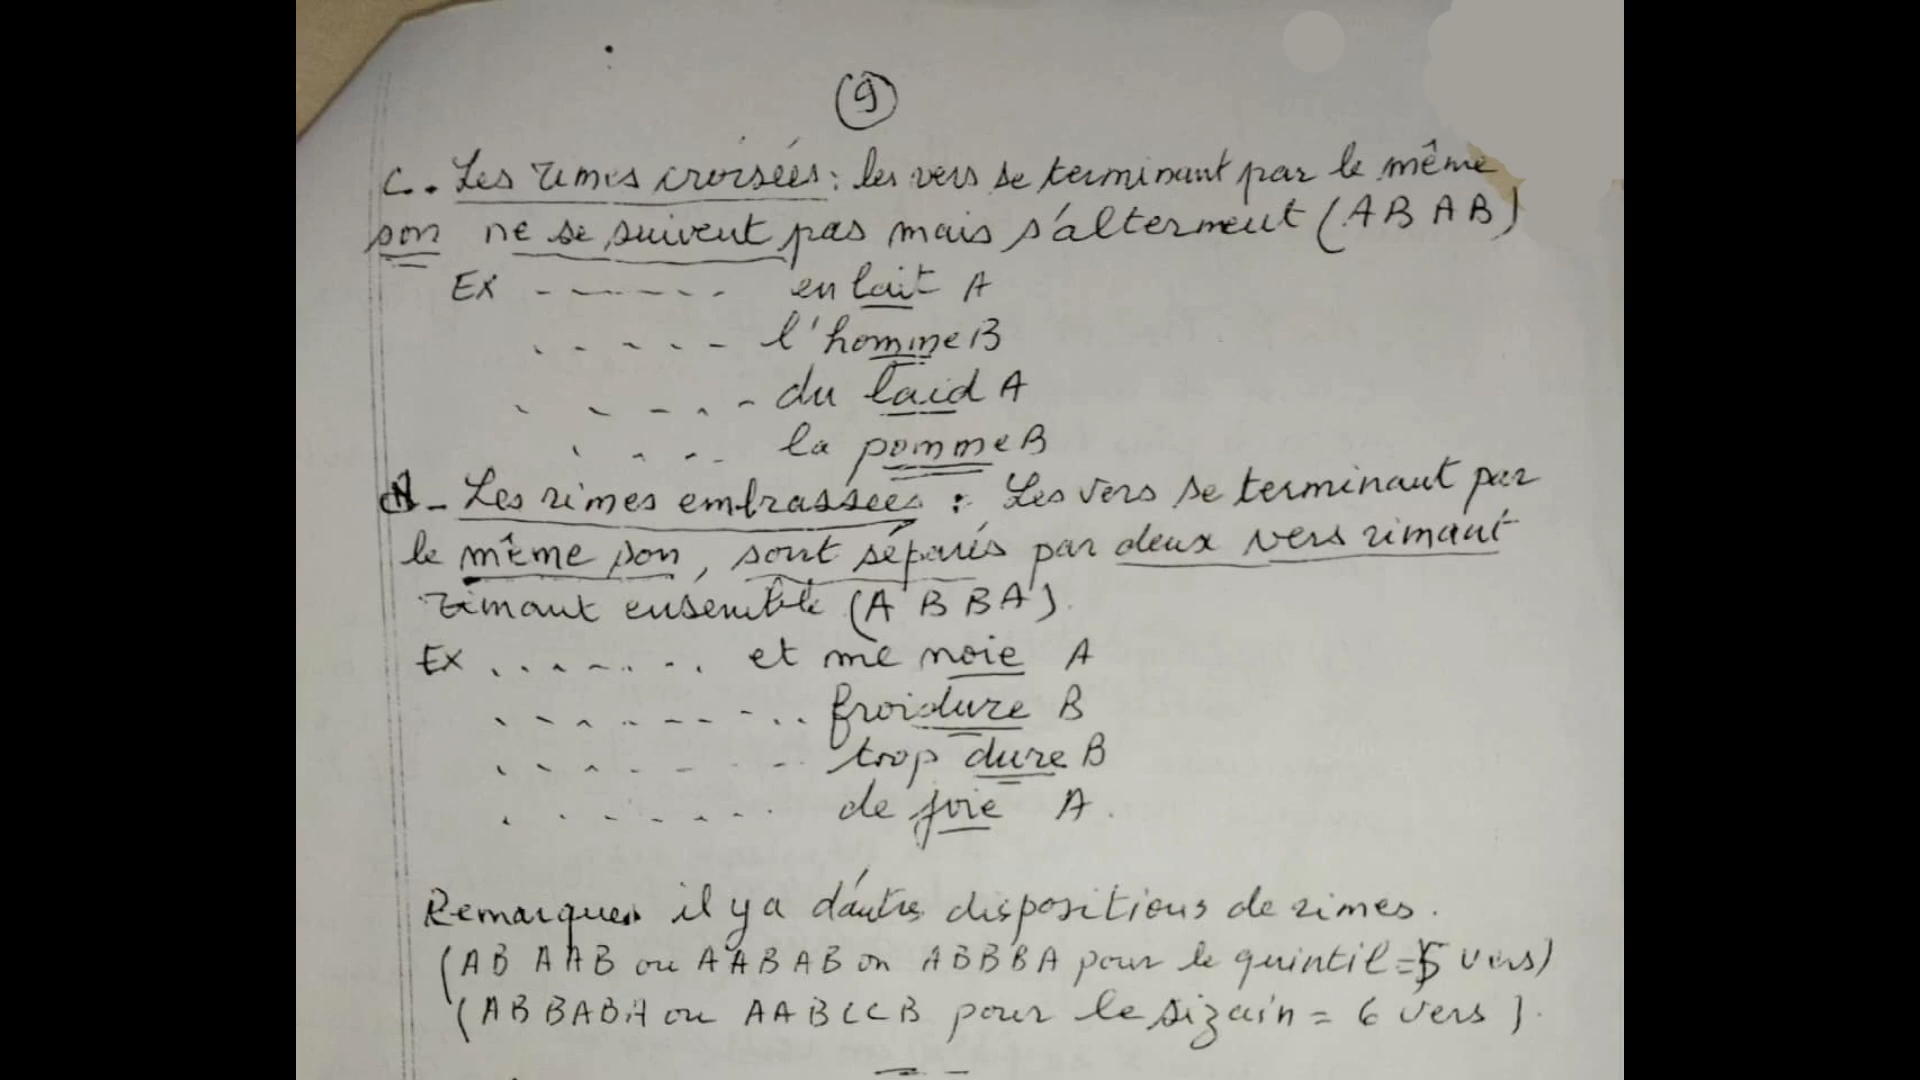 9
C. Les rimes croisées : les vers se terminant par le même
son ne se suivent pas mais s'alternent (A B A B)
Ex - - - - - - - en lait A
. - - - - - l'homme B
. - - - - - du laid A
. - - - la pomme B
d - Les rimes embrassées : Les vers se terminant par
le même son, sont séparés par deux vers rimant
rimant ensemble (A B B A).
Ex . . . . . . . . et me noie A
. . . . . . . . . froidure B
. . . . . . . . trop dure B
. . . . . . . . de joie A.
Remarques il y a d'autres dispositions de rimes.
(AB AAB ou AABAB ou ABBBA pour le quintil = 5 vers)
(ABBABA ou AABCCB pour le sizain = 6 vers).